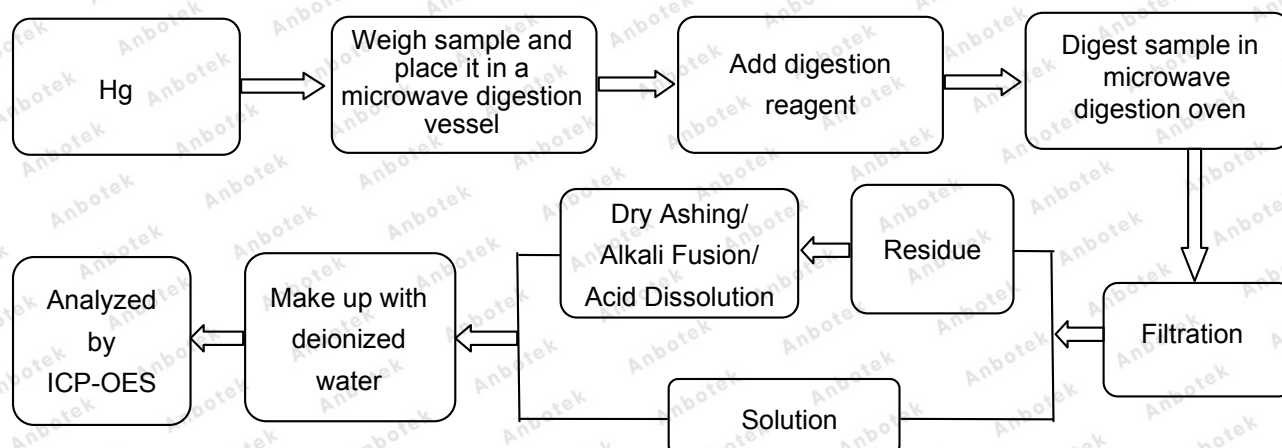 Hg
Weigh sample and
place it in a
microwave digestion
vessel
Add digestion
reagent
Digest sample in
microwave
digestion oven
Filtration
Residue
Dry Ashing/
Alkali Fusion/
Acid Dissolution
Solution
Make up with
deionized
water
Analyzed
by
ICP-OES
Anbotek